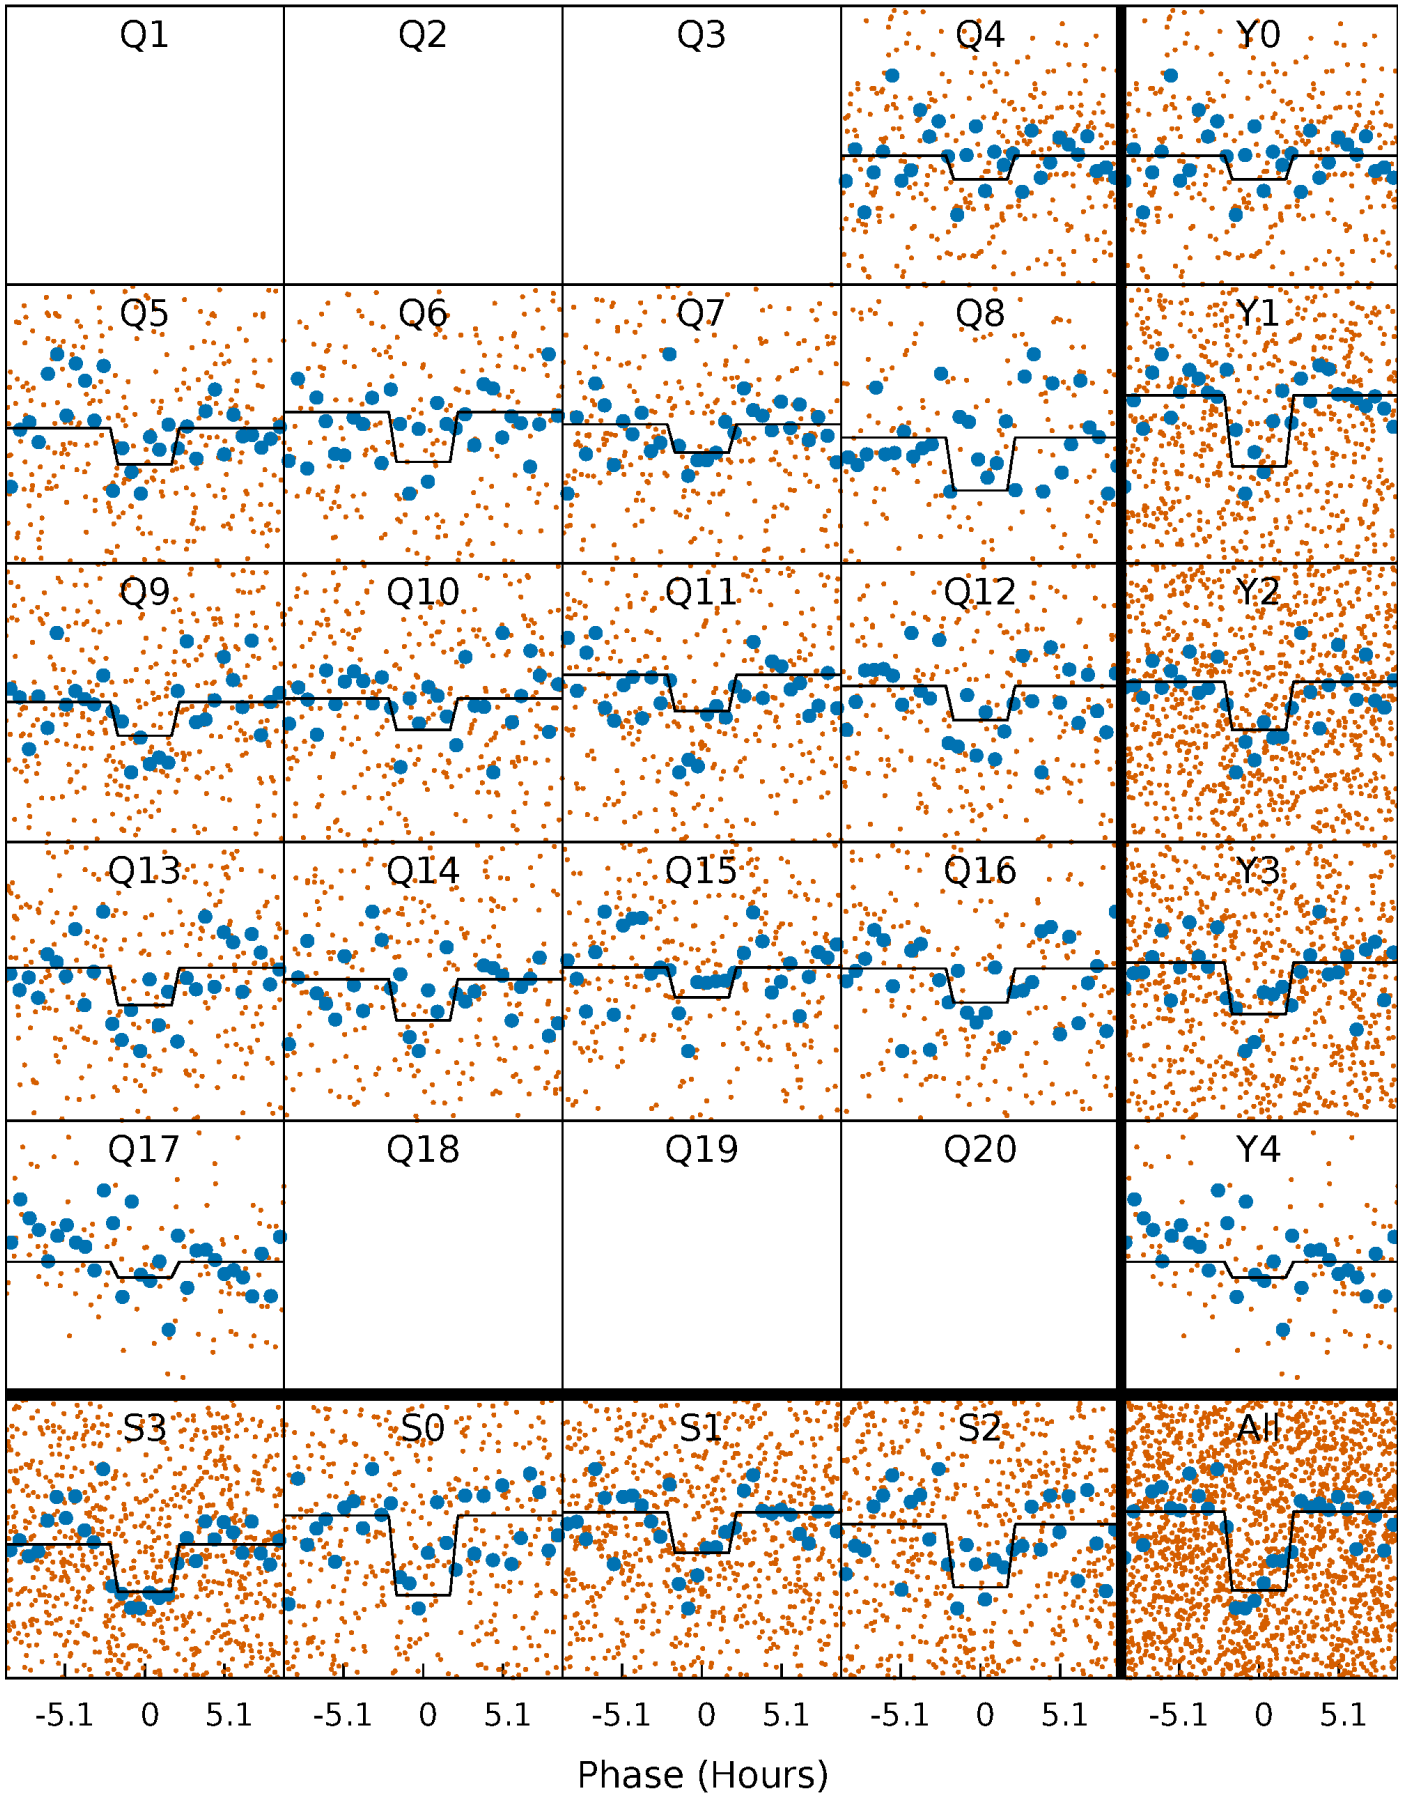 Q1 Q2 Q3 Q4 Y0
Q5 Q6 Q7 Q8 Y1
Q9 Q10 Q11 Q12 Y2
Q13 Q14 Q15 Q16 Y3
Q17 Q18 Q19 Q20 Y4
S3 S0 S1 S2 All
-5.1 0 5.1 -5.1 0 5.1 -5.1 0 5.1 -5.1 0 5.1 -5.1 0 5.1
Phase (Hours)